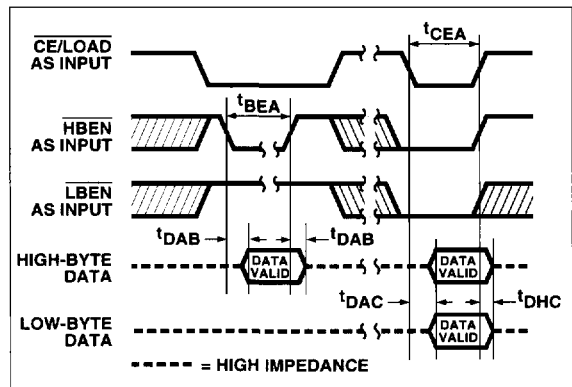 CE/LOAD
AS INPUT
tCEA
tBEA
HBEN
AS INPUT
LBEN
AS INPUT
tDAB
tDAB
HIGH-BYTE
DATA
DATA
VALID
DATA
VALID
tDAC
tDHC
LOW-BYTE
DATA
DATA
VALID
= HIGH IMPEDANCE